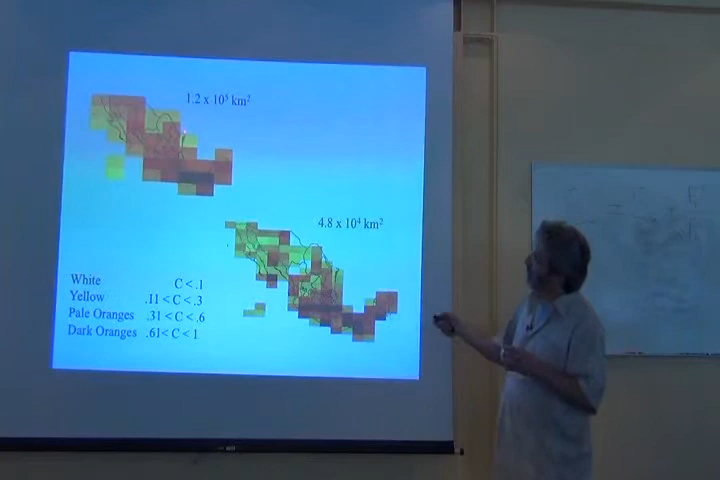 1.2 x 10⁵ km²
4.8 x 10⁴ km²
White C < .1
Yellow .11 < C < .3
Pale Oranges .31 < C < .6
Dark Oranges .61 < C < 1